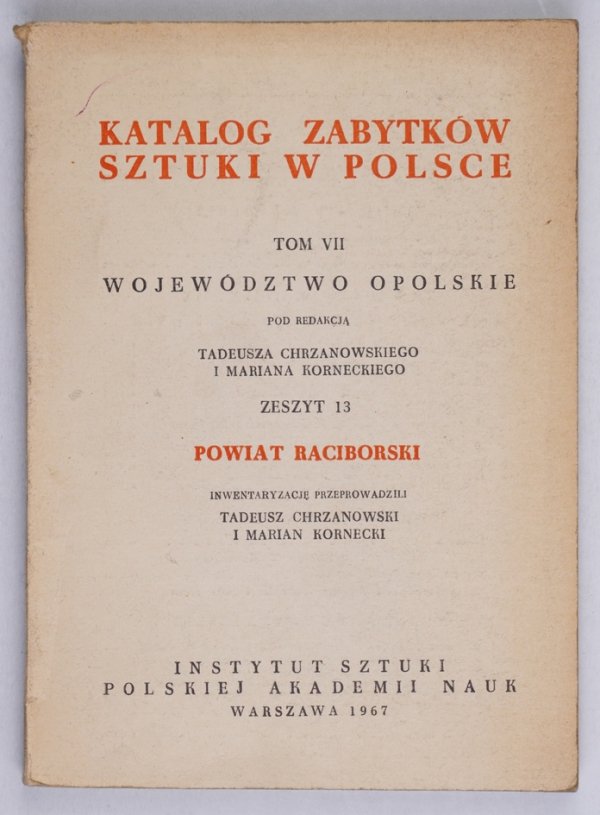 KATALOG ZABYTKÓW
SZTUKI W POLSCE
TOM VII
WOJEWÓDZTWO OPOLSKIE
POD REDAKCJĄ
TADEUSZA CHRZANOWSKIEGO
I MARIANA KORNECKIEGO
ZESZYT 13
POWIAT RACIBORSKI
INWENTARYZACJĘ PRZEPROWADZILI
TADEUSZ CHRZANOWSKI
I MARIAN KORNECKI
INSTYTUT SZTUKI
POLSKIEJ AKADEMII NAUK
WARSZAWA 1967